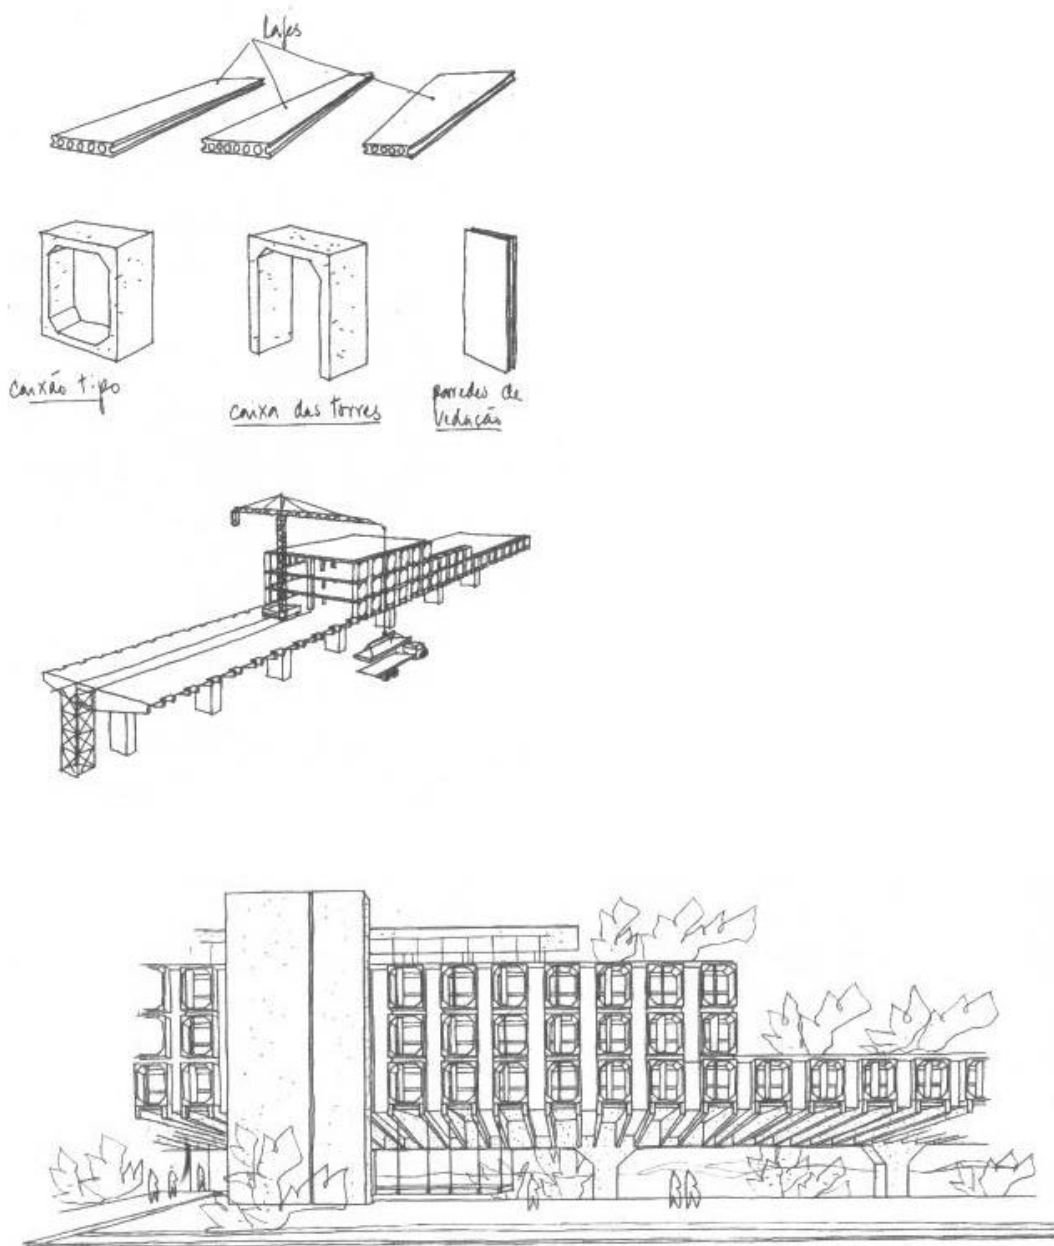 lajes
caixão tipo
caixa das torres
paredes de
vedação